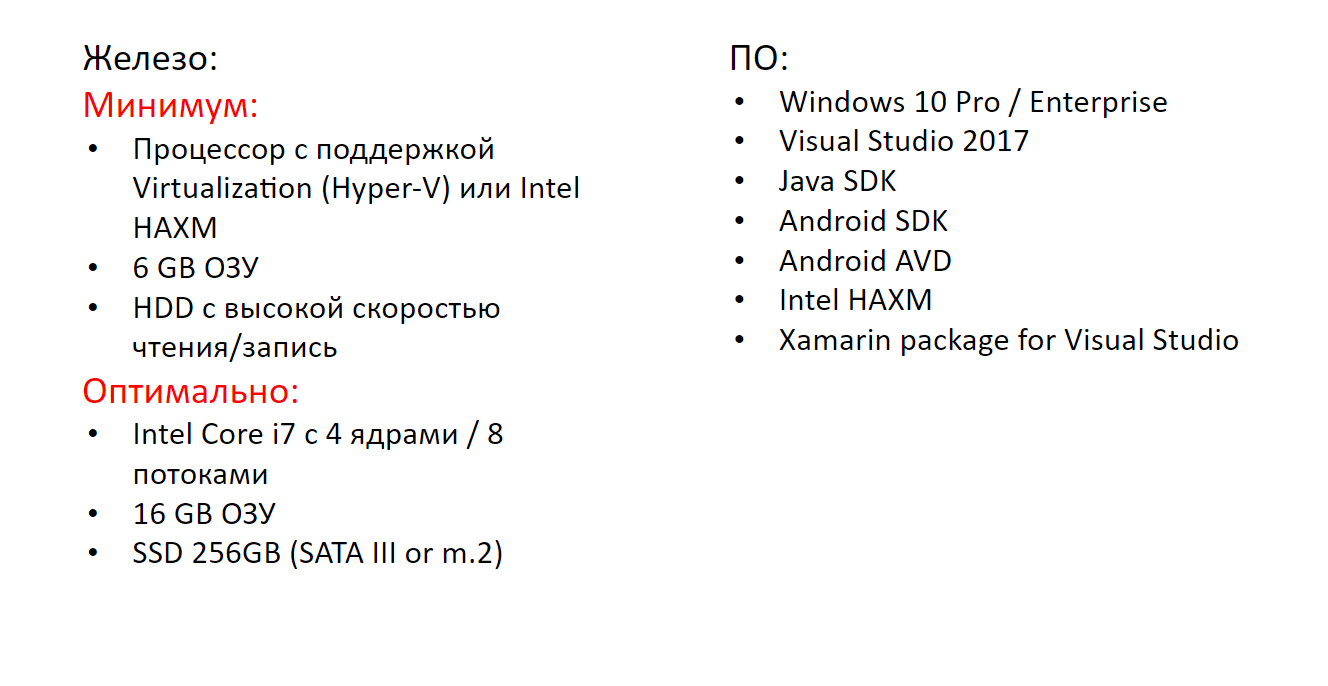 Железо:
Минимум:
• Процессор с поддержкой
Virtualization (Hyper-V) или Intel
HAXM
• 6 GB ОЗУ
• HDD с высокой скоростью
чтения/запись
Оптимально:
• Intel Core i7 с 4 ядрами / 8
потоками
• 16 GB ОЗУ
• SSD 256GB (SATA III or m.2)
ПО:
• Windows 10 Pro / Enterprise
• Visual Studio 2017
• Java SDK
• Android SDK
• Android AVD
• Intel HAXM
• Xamarin package for Visual Studio